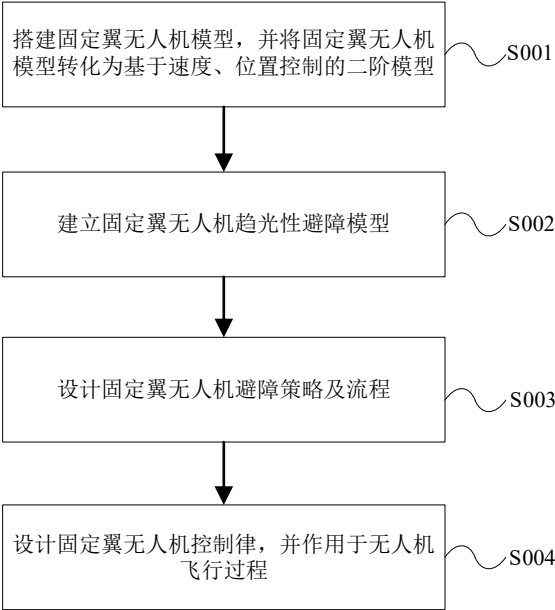 搭建固定翼无人机模型，并将固定翼无人机
模型转化为基于速度、位置控制的二阶模型
S001
建立固定翼无人机趋光性避障模型
S002
设计固定翼无人机避障策略及流程
S003
设计固定翼无人机控制律，并作用于无人机
飞行过程
S004